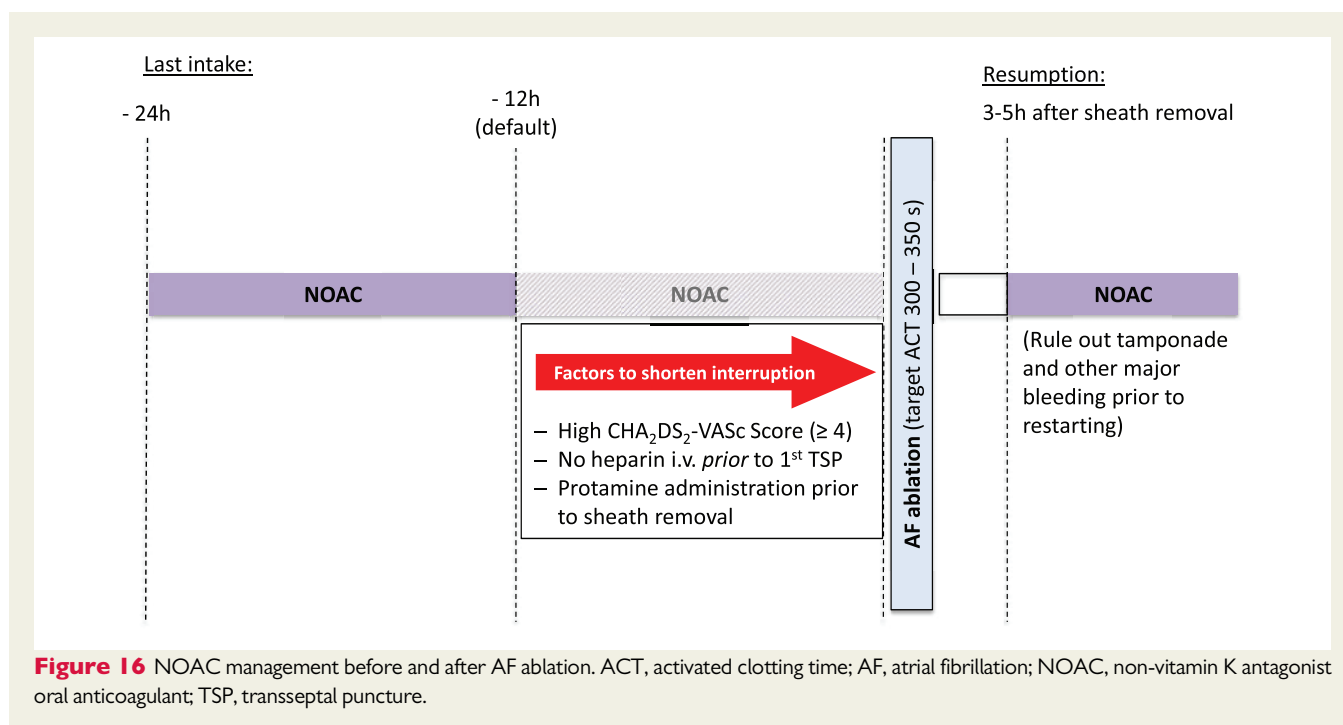 Last intake:
- 24h
- 12h
(default)
Resumption:
3-5h after sheath removal
NOAC
NOAC
AF ablation (target ACT 300 – 350 s)
NOAC
Factors to shorten interruption
– High CHA₂DS₂-VASc Score (≥ 4)
– No heparin i.v. prior to 1st TSP
– Protamine administration prior
to sheath removal
(Rule out tamponade
and other major
bleeding prior to
restarting)
Figure 16 NOAC management before and after AF ablation. ACT, activated clotting time; AF, atrial fibrillation; NOAC, non-vitamin K antagonist
oral anticoagulant; TSP, transseptal puncture.